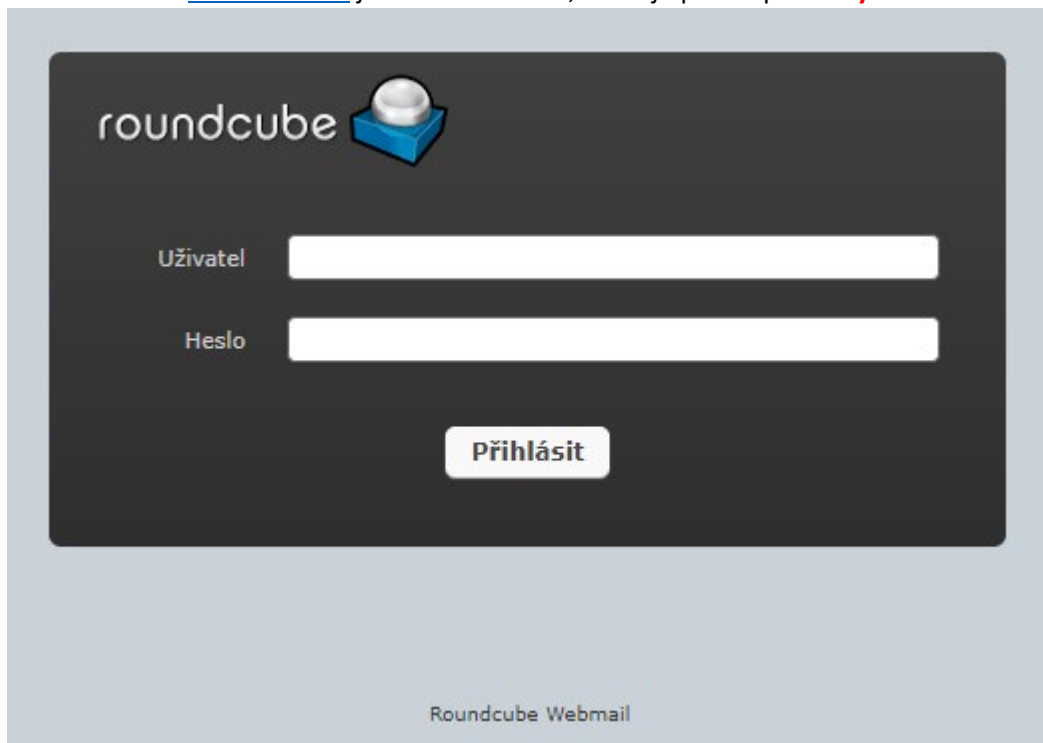 roundcube
Uživatel
Heslo
Přihlásit
Roundcube Webmail